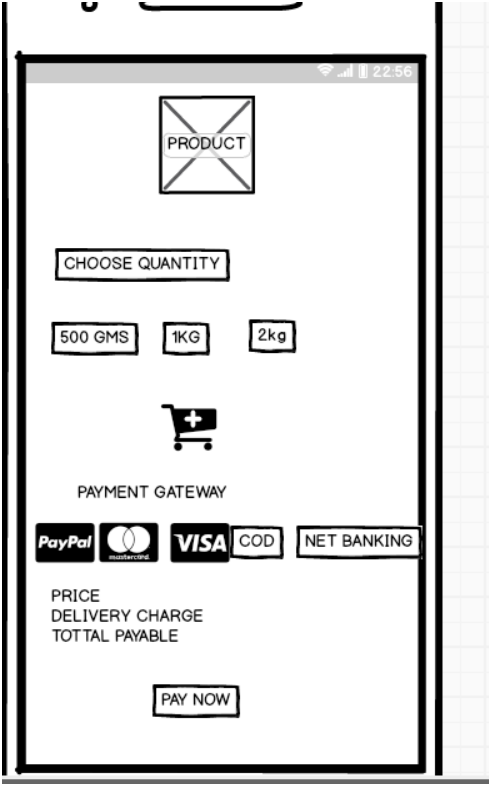 22:56
PRODUCT
CHOOSE QUANTITY
500 GMS 1KG 2kg
PAYMENT GATEWAY
PayPal mastercard. VISA COD NET BANKING
PRICE
DELIVERY CHARGE
TOTTAL PAYABLE
PAY NOW